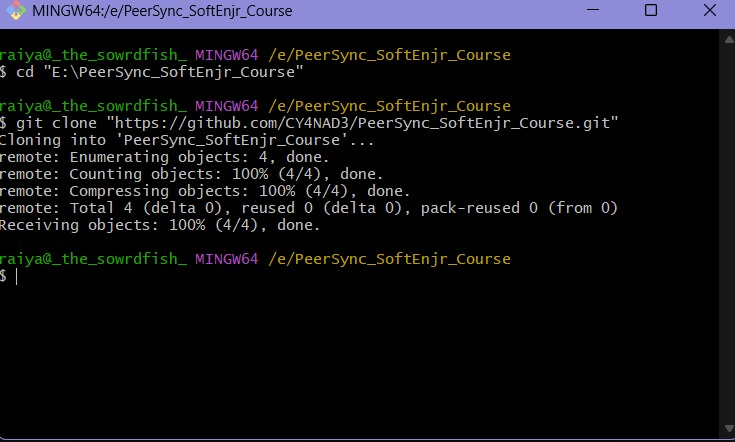 MINGW64:/e/PeerSync_SoftEnjr_Course
raiya@_the_sowrdfish_ MINGW64 /e/PeerSync_SoftEnjr_Course
$ cd "E:\PeerSync_SoftEnjr_Course"
raiya@_the_sowrdfish_ MINGW64 /e/PeerSync_SoftEnjr_Course
$ git clone "https://github.com/CY4NAD3/PeerSync_SoftEnjr_Course.git"
Cloning into 'PeerSync_SoftEnjr_Course'...
remote: Enumerating objects: 4, done.
remote: Counting objects: 100% (4/4), done.
remote: Compressing objects: 100% (4/4), done.
remote: Total 4 (delta 0), reused 0 (delta 0), pack-reused 0 (from 0)
Receiving objects: 100% (4/4), done.
raiya@_the_sowrdfish_ MINGW64 /e/PeerSync_SoftEnjr_Course
$